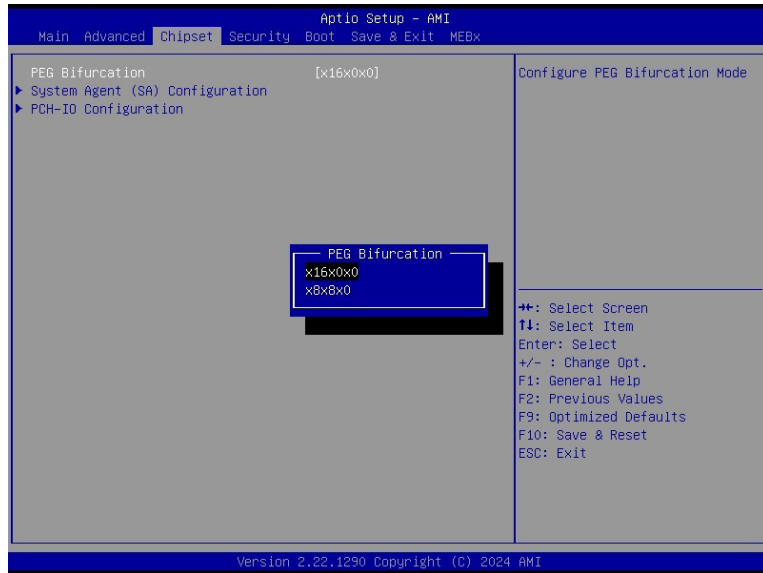 Aptio Setup – AMI
Main Advanced Chipset Security Boot Save & Exit MEBx
PEG Bifurcation [x16x0x0]
▶ System Agent (SA) Configuration
▶ PCH-IO Configuration
Configure PEG Bifurcation Mode
PEG Bifurcation
x16x0x0
x8x8x0
→←: Select Screen
↑↓: Select Item
Enter: Select
+/- : Change Opt.
F1: General Help
F2: Previous Values
F9: Optimized Defaults
F10: Save & Reset
ESC: Exit
Version 2.22.1290 Copyright (C) 2024 AMI